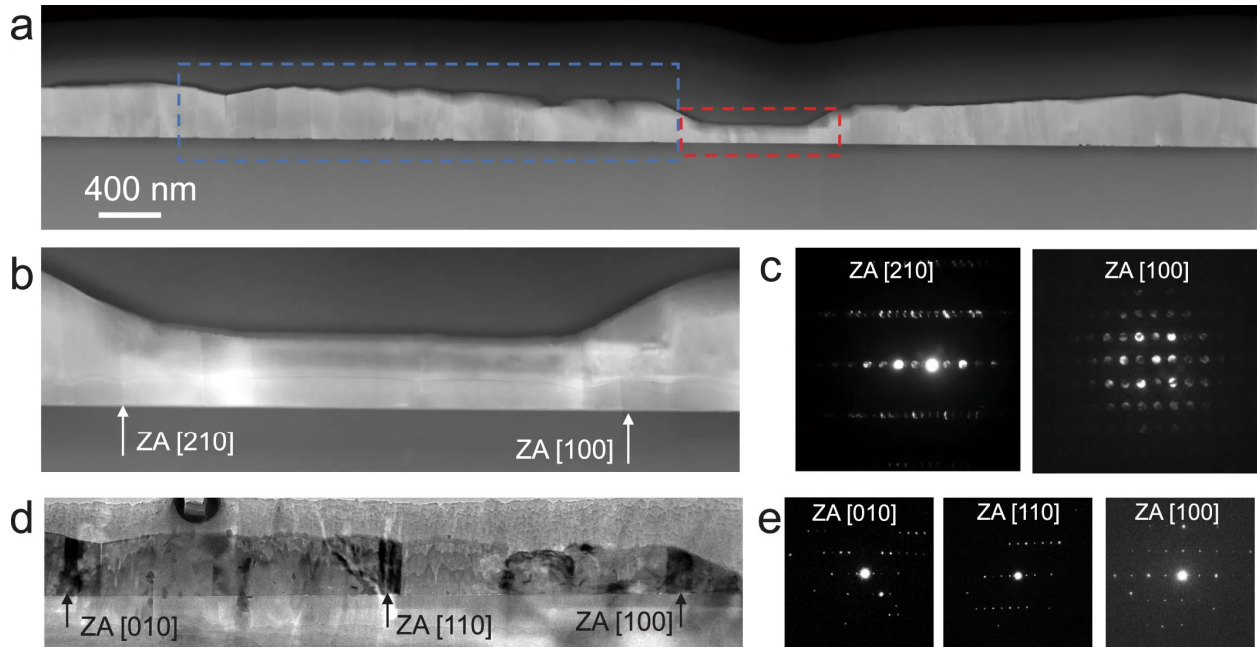 a
400 nm
b
ZA [210]
ZA [100]
c
ZA [210]
ZA [100]
d
ZA [010]
ZA [110]
ZA [100]
e
ZA [010]
ZA [110]
ZA [100]